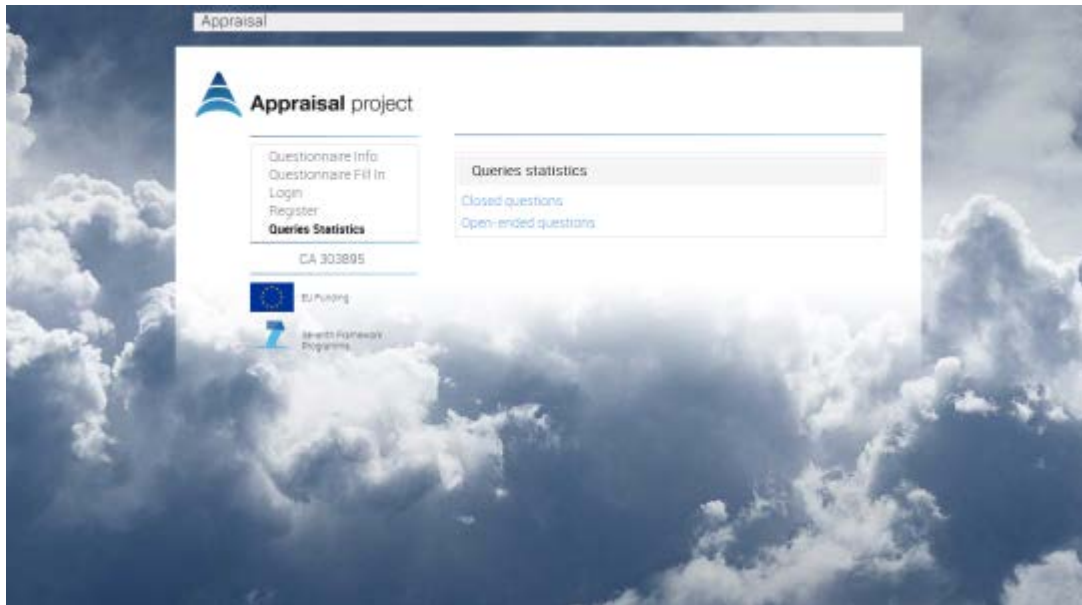 Appraisal
Appraisal project
Questionnaire Info
Questionnaire Fill In
Login
Register
Queries Statistics
CA 303895
EU Funding
Seventh Framework
Programme
Queries statistics
Closed questions
Open-ended questions